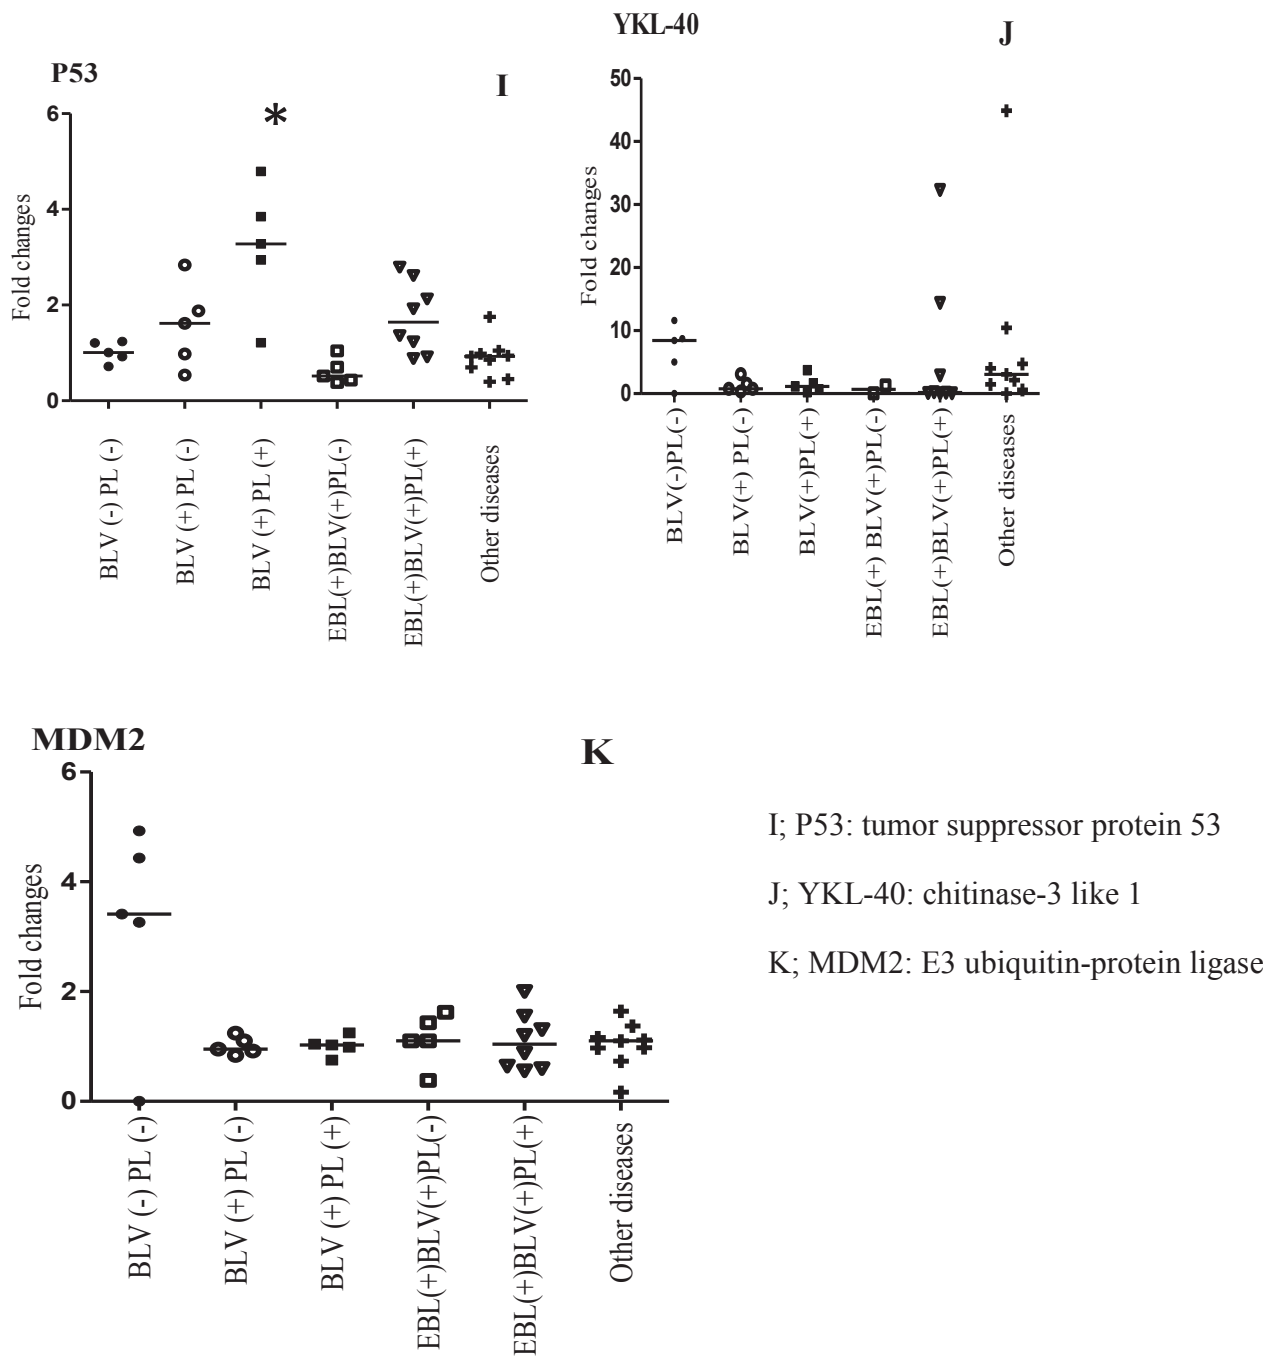 P53
I
*
Fold changes
6
4
2
0
BLV (-) PL (-)
BLV (+) PL (-)
BLV (+) PL (+)
EBL(+)BLV(+)PL(-)
EBL(+)BLV(+)PL(+)
Other diseases
YKL-40
J
Fold changes
50
40
30
20
10
0
BLV(-)PL(-)
BLV(+) PL(-)
BLV(+)PL(+)
EBL(+) BLV(+)PL(-)
EBL(+)BLV(+)PL(+)
Other diseases
MDM2
K
Fold changes
6
4
2
0
BLV (-) PL (-)
BLV (+) PL (-)
BLV (+) PL (+)
EBL(+)BLV(+)PL(-)
EBL(+)BLV(+)PL(+)
Other diseases
I; P53: tumor suppressor protein 53
J; YKL-40: chitinase-3 like 1
K; MDM2: E3 ubiquitin-protein ligase